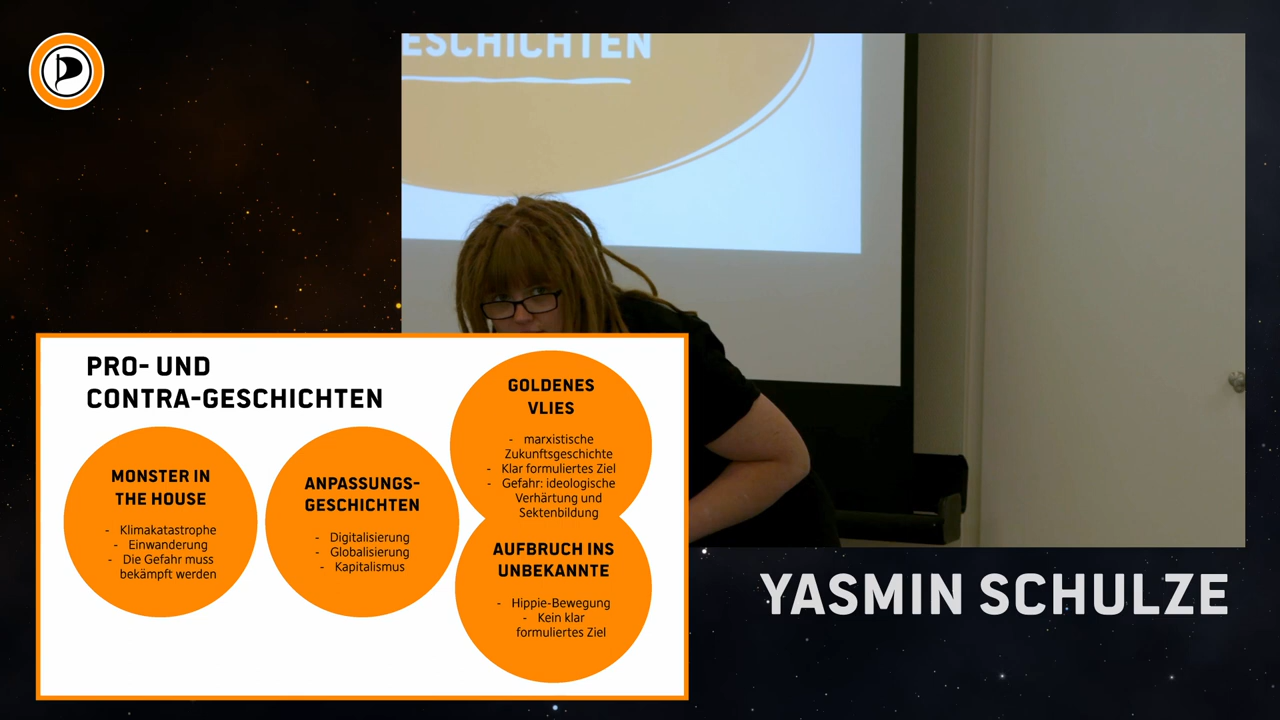 ESCHICHTEN
PRO- UND
CONTRA-GESCHICHTEN
MONSTER IN
THE HOUSE
- Klimakatastrophe
- Einwanderung
- Die Gefahr muss
bekämpft werden
ANPASSUNGS-
GESCHICHTEN
- Digitalisierung
- Globalisierung
- Kapitalismus
GOLDENES
VLIES
- marxistische
Zukunftsgeschichte
- Klar formuliertes Ziel
- Gefahr: ideologische
Verhärtung und
Sektenbildung
AUFBRUCH INS
UNBEKANNTE
- Hippie-Bewegung
- Kein klar
formuliertes Ziel
YASMIN SCHULZE